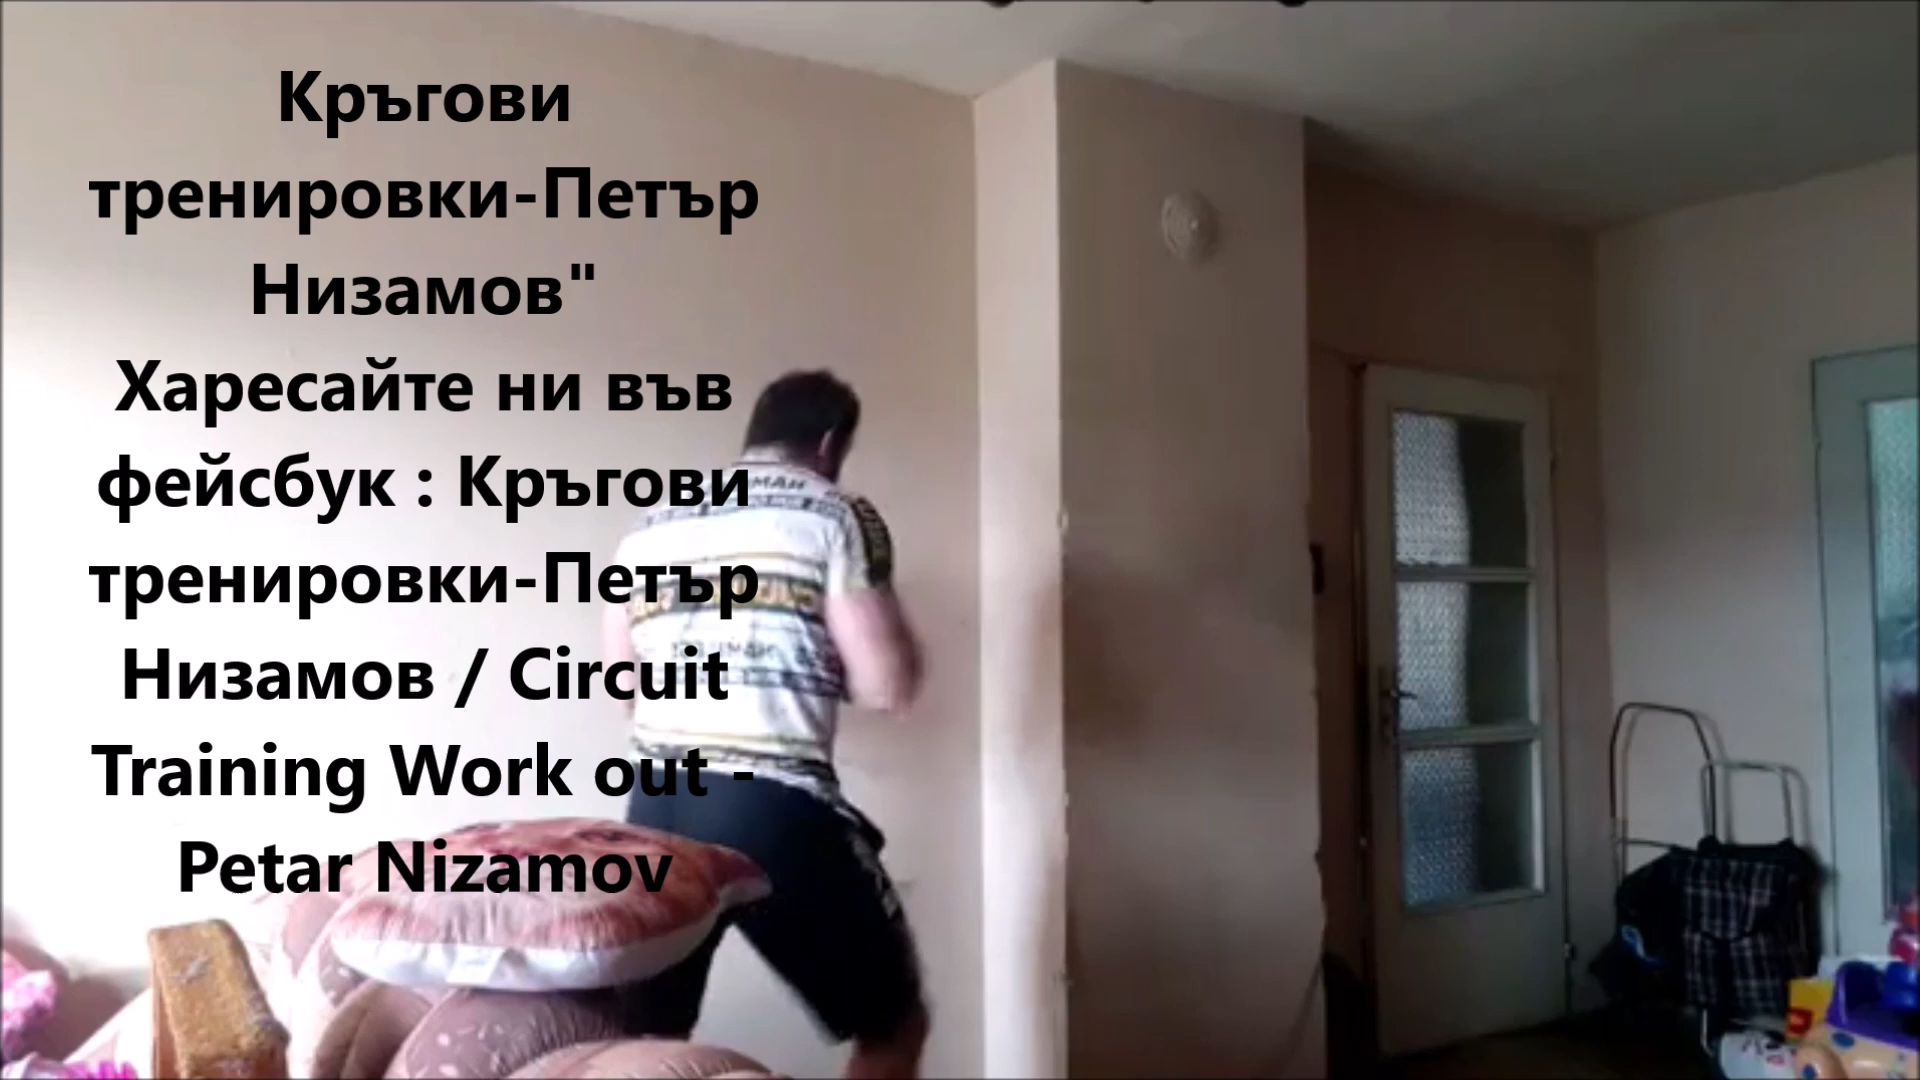 Кръгови
тренировки-Петър
Низамов"
Харесайте ни във
фейсбук : Кръгови
тренировки-Петър
Низамов / Circuit
Training Work out -
Petar Nizamov